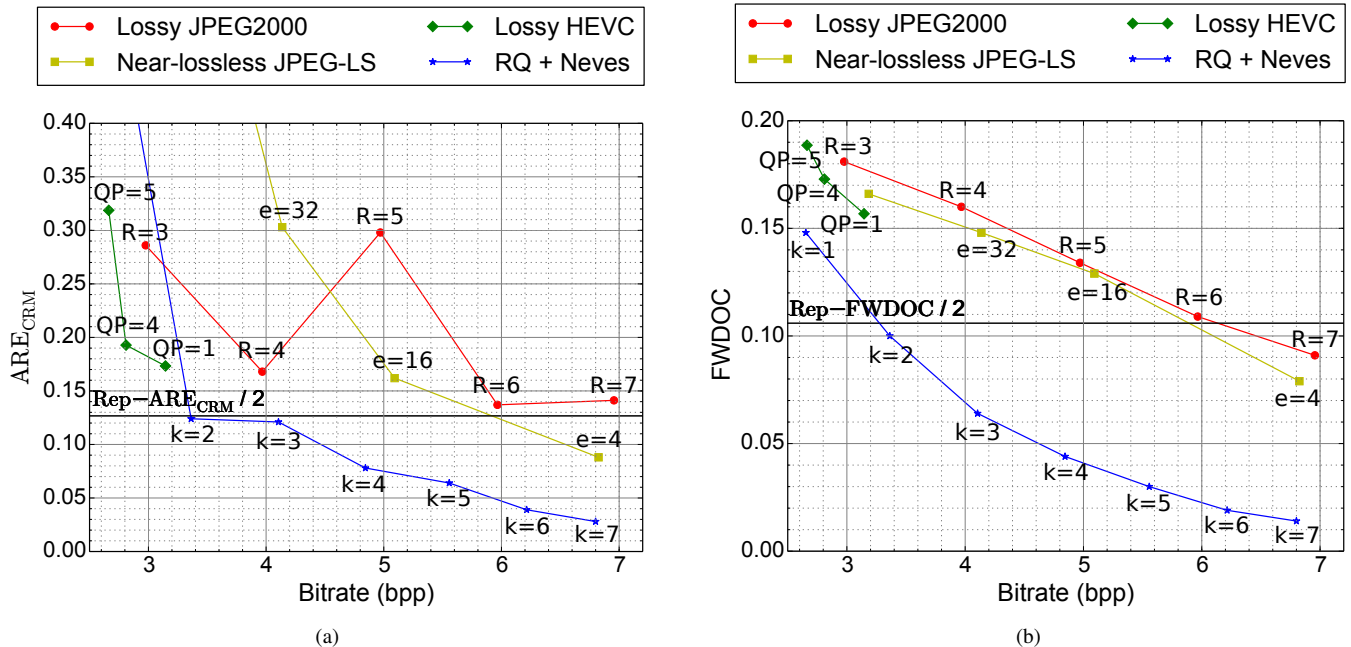 Lossy JPEG2000 Lossy HEVC
Near-lossless JPEG-LS RQ + Neves
0.40
0.35
0.30
0.25
0.20
0.15
0.10
0.05
0.00
ARE_CRM
QP=5
R=3
QP=4
QP=1
R=4
e=32
R=5
e=16
R=6
R=7
e=4
Rep−ARE_CRM / 2
k=2
k=3
k=4
k=5
k=6
k=7
3 4 5 6 7
Bitrate (bpp)
(a)
Lossy JPEG2000 Lossy HEVC
Near-lossless JPEG-LS RQ + Neves
0.20
0.15
0.10
0.05
0.00
FWDOC
R=3
QP=5
QP=4
QP=1
R=4
k=1
e=32
R=5
e=16
R=6
R=7
e=4
Rep−FWDOC / 2
k=2
k=3
k=4
k=5
k=6
k=7
3 4 5 6 7
Bitrate (bpp)
(b)